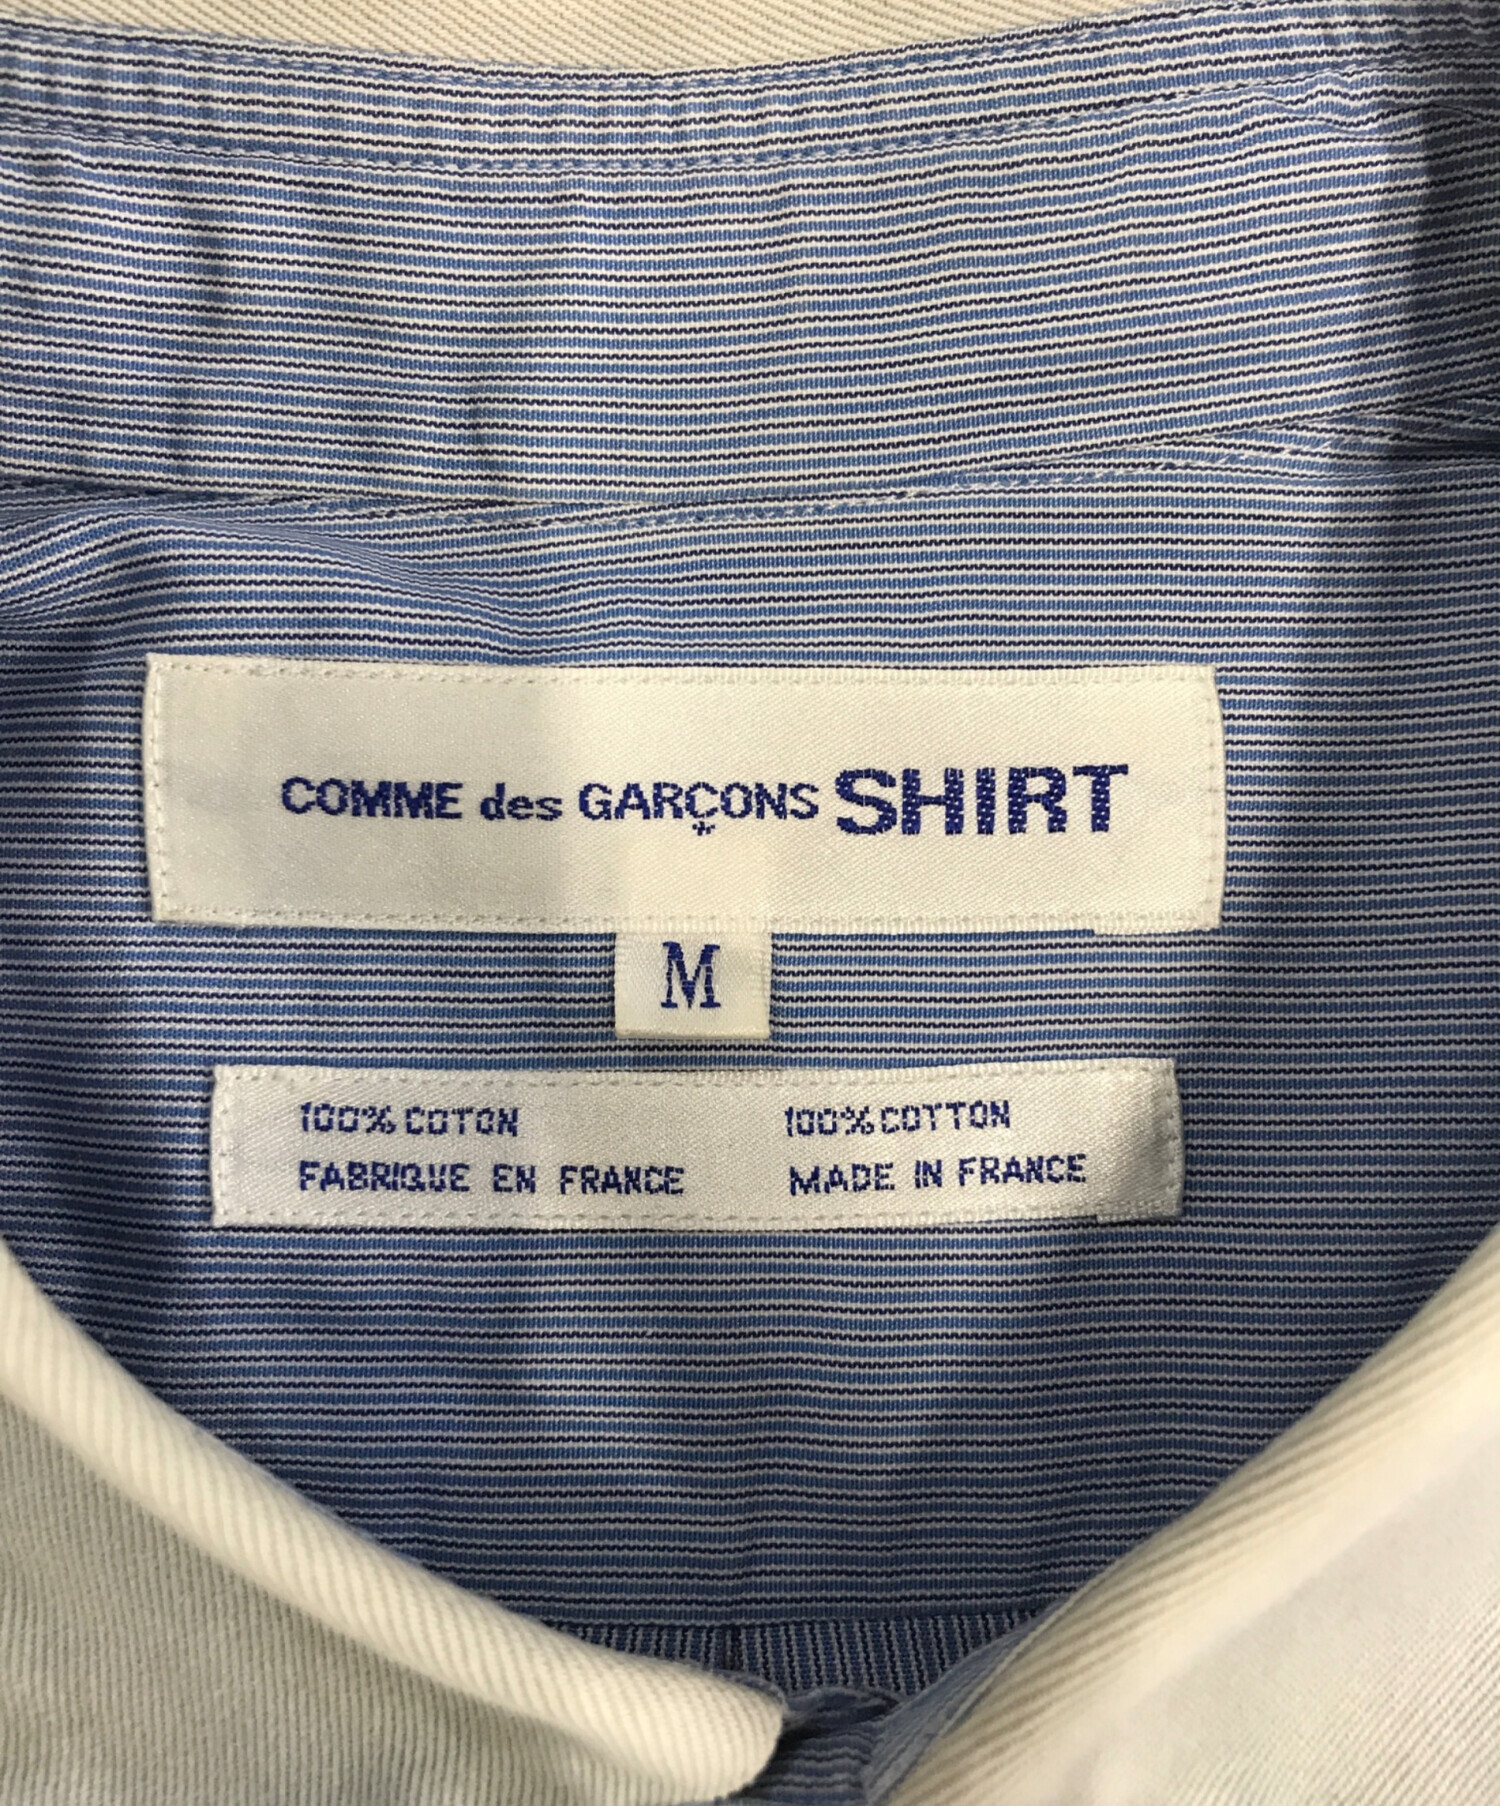 COMME des GARÇONS SHIRT
M
100% COTON 100% COTTON
FABRIQUE EN FRANCE MADE IN FRANCE